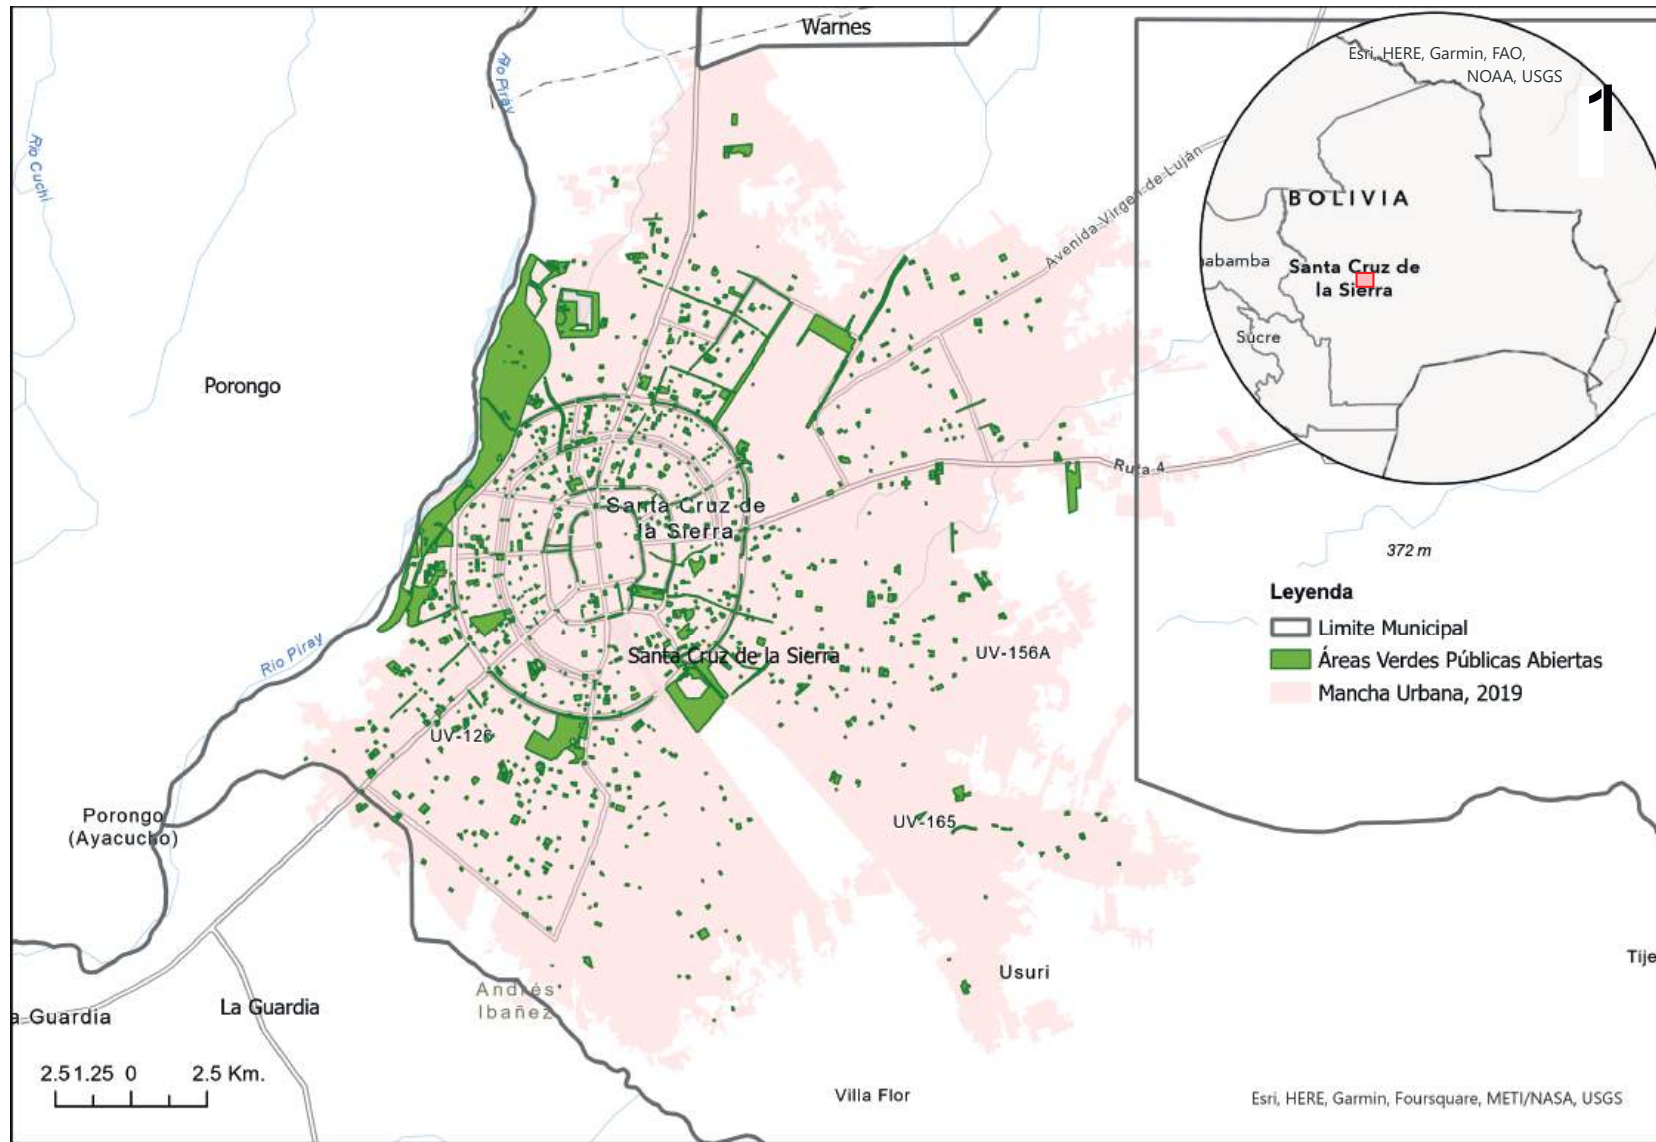 Warnes
Esri, HERE, Garmin, FAO,
NOAA, USGS
1
Río Piray
Río Cuchi
Avenida-Virgen-de-Luján
BOLIVIA
abamba
Santa Cruz de
la Sierra
Sucre
Porongo
Ruta-4
Santa Cruz de
la Sierra
372 m
Leyenda
Limite Municipal
Áreas Verdes Públicas Abiertas
Mancha Urbana, 2019
Río Piray
Santa Cruz de la Sierra
UV-156A
UV-126
Porongo
(Ayacucho)
UV-165
Usuri
Tije
Andrés
Ibañez
a Guardia
La Guardia
2.5 1.25 0 2.5 Km.
Villa Flor
Esri, HERE, Garmin, Foursquare, METI/NASA, USGS